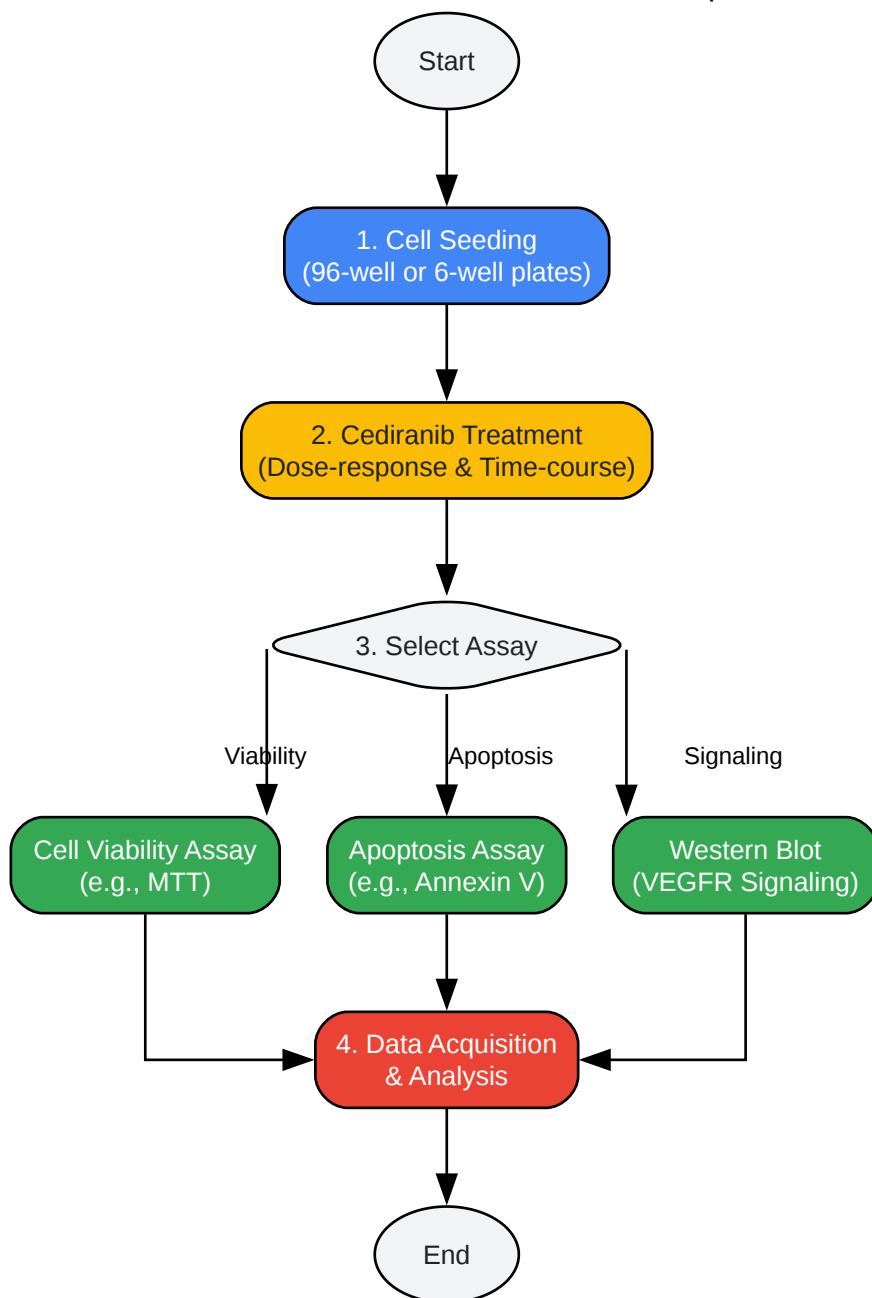 Start
1. Cell Seeding
(96-well or 6-well plates)
2. Cediranib Treatment
(Dose-response & Time-course)
3. Select Assay
Viability
Apoptosis
Signaling
Cell Viability Assay
(e.g., MTT)
Apoptosis Assay
(e.g., Annexin V)
Western Blot
(VEGFR Signaling)
4. Data Acquisition
& Analysis
End